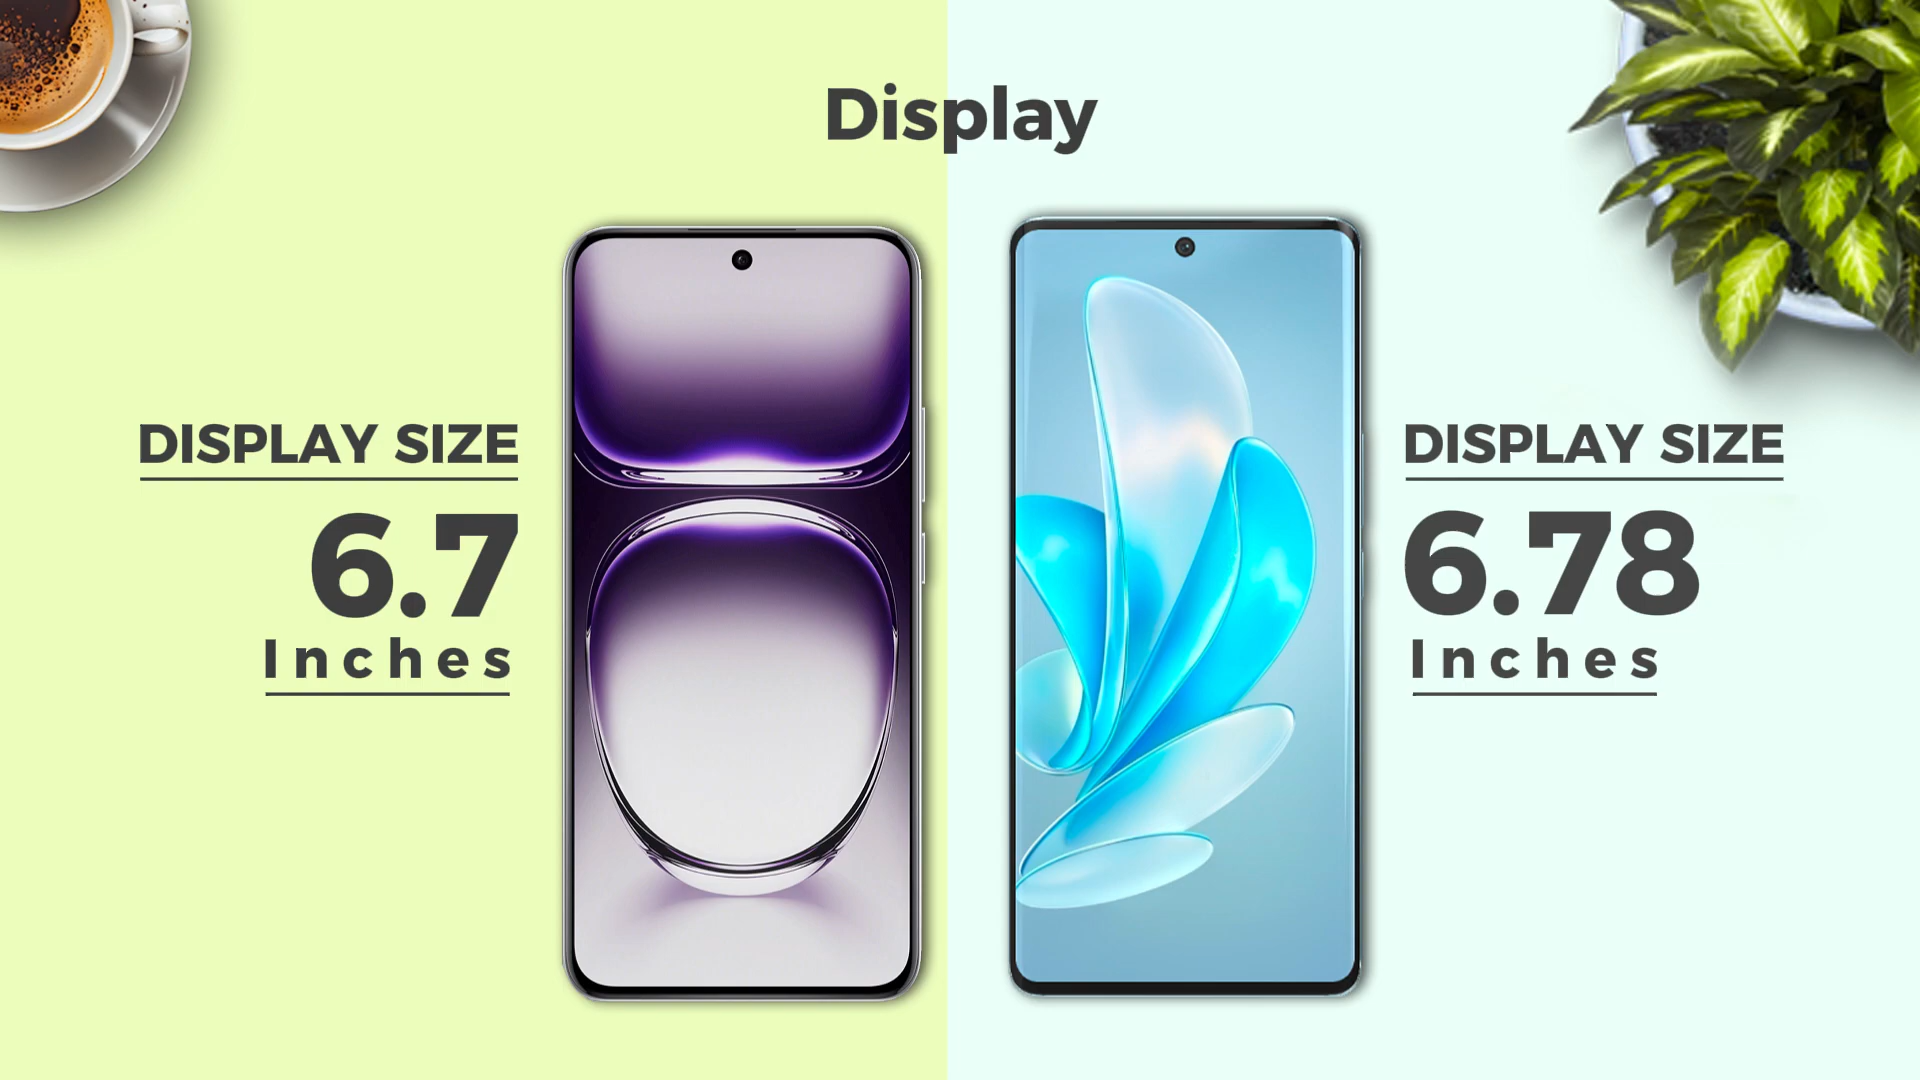 Display
DISPLAY SIZE
6.7
Inches
DISPLAY SIZE
6.78
Inches